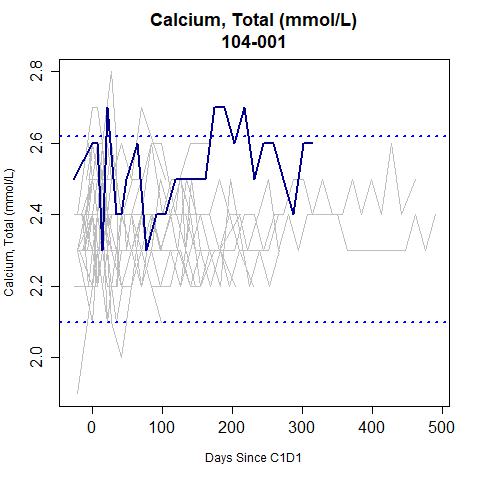 Calcium, Total (mmol/L)
104-001
Calcium, Total (mmol/L)
2.8
2.6
2.4
2.2
2.0
0 100 200 300 400 500
Days Since C1D1